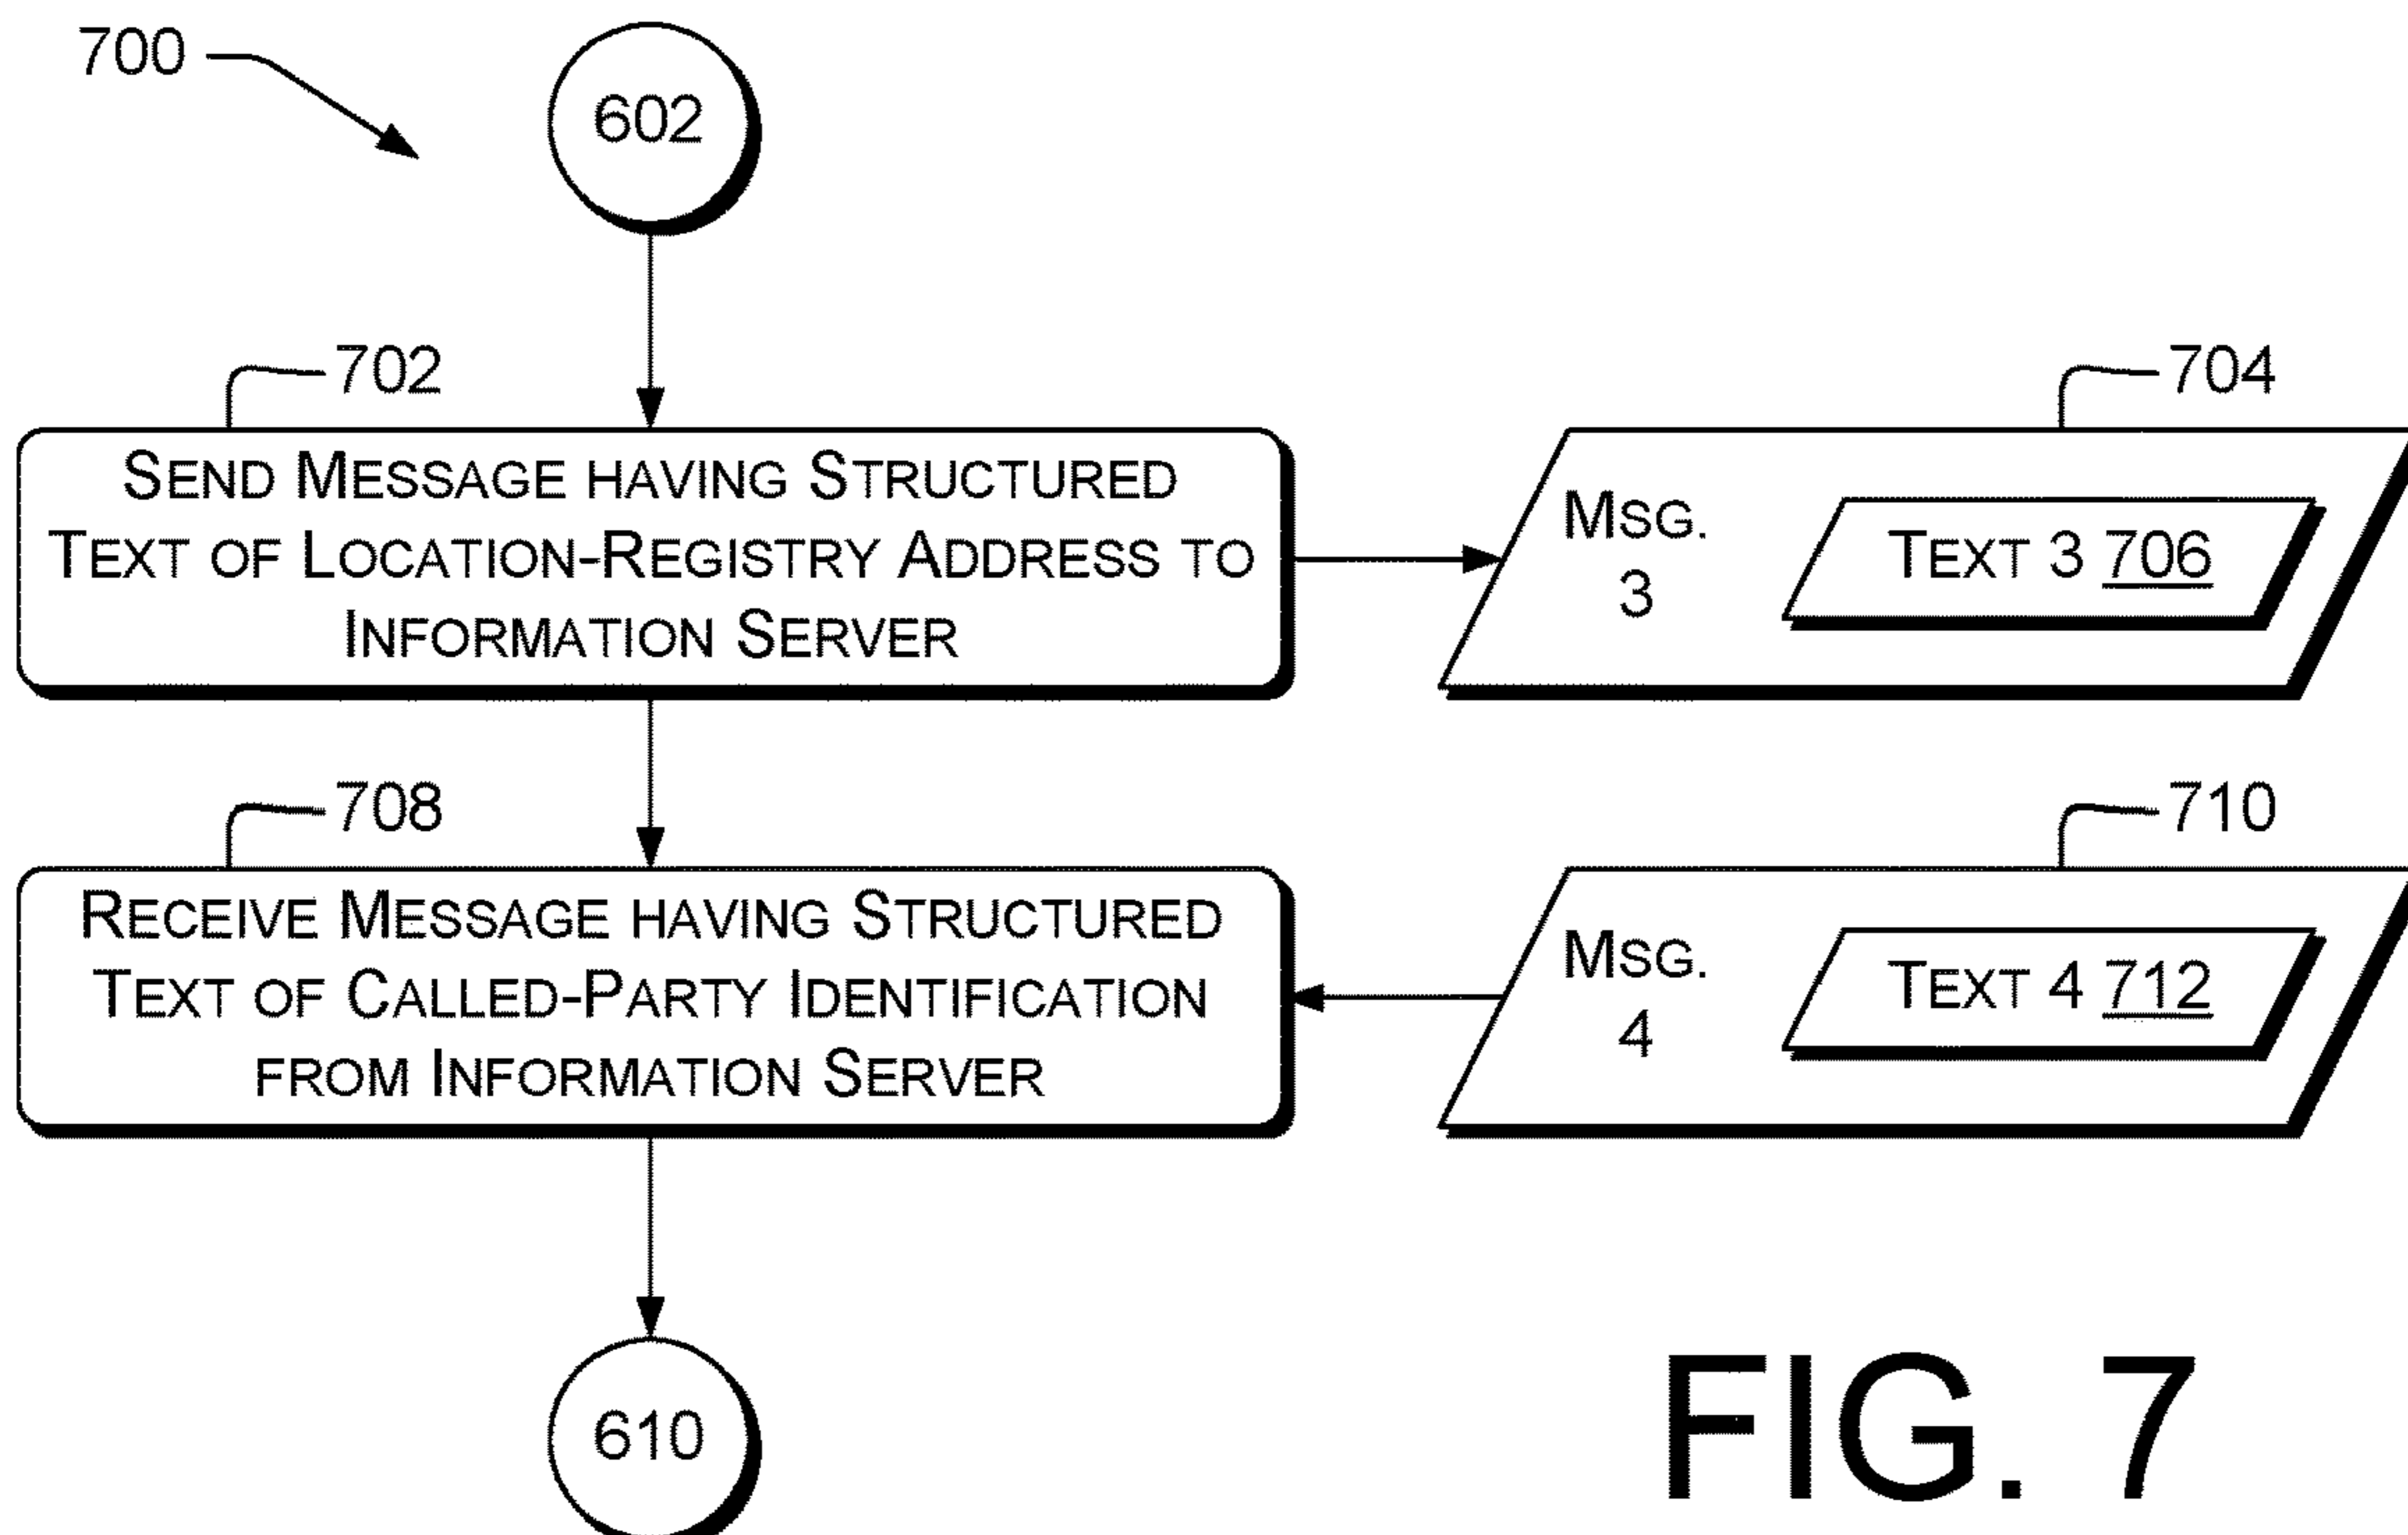 700
602
702
704
SEND MESSAGE HAVING STRUCTURED
TEXT OF LOCATION-REGISTRY ADDRESS TO
INFORMATION SERVER
MSG.
3
TEXT 3 706
708
710
RECEIVE MESSAGE HAVING STRUCTURED
TEXT OF CALLED-PARTY IDENTIFICATION
FROM INFORMATION SERVER
MSG.
4
TEXT 4 712
610
FIG. 7